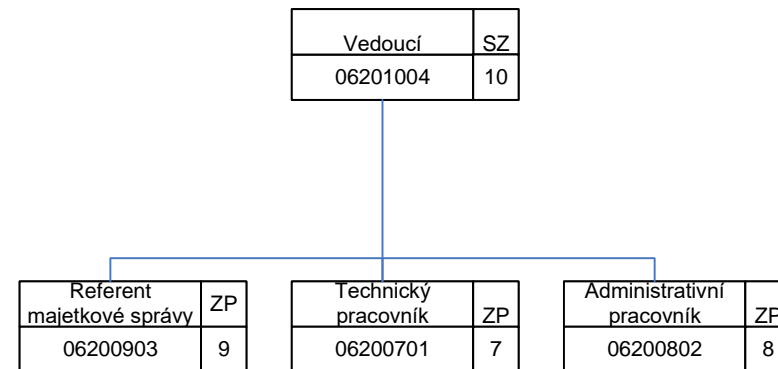 Vedoucí SZ
06201004 10
Referent
majetkové správy ZP
06200903 9
Technický
pracovník ZP
06200701 7
Administrativní
pracovník ZP
06200802 8